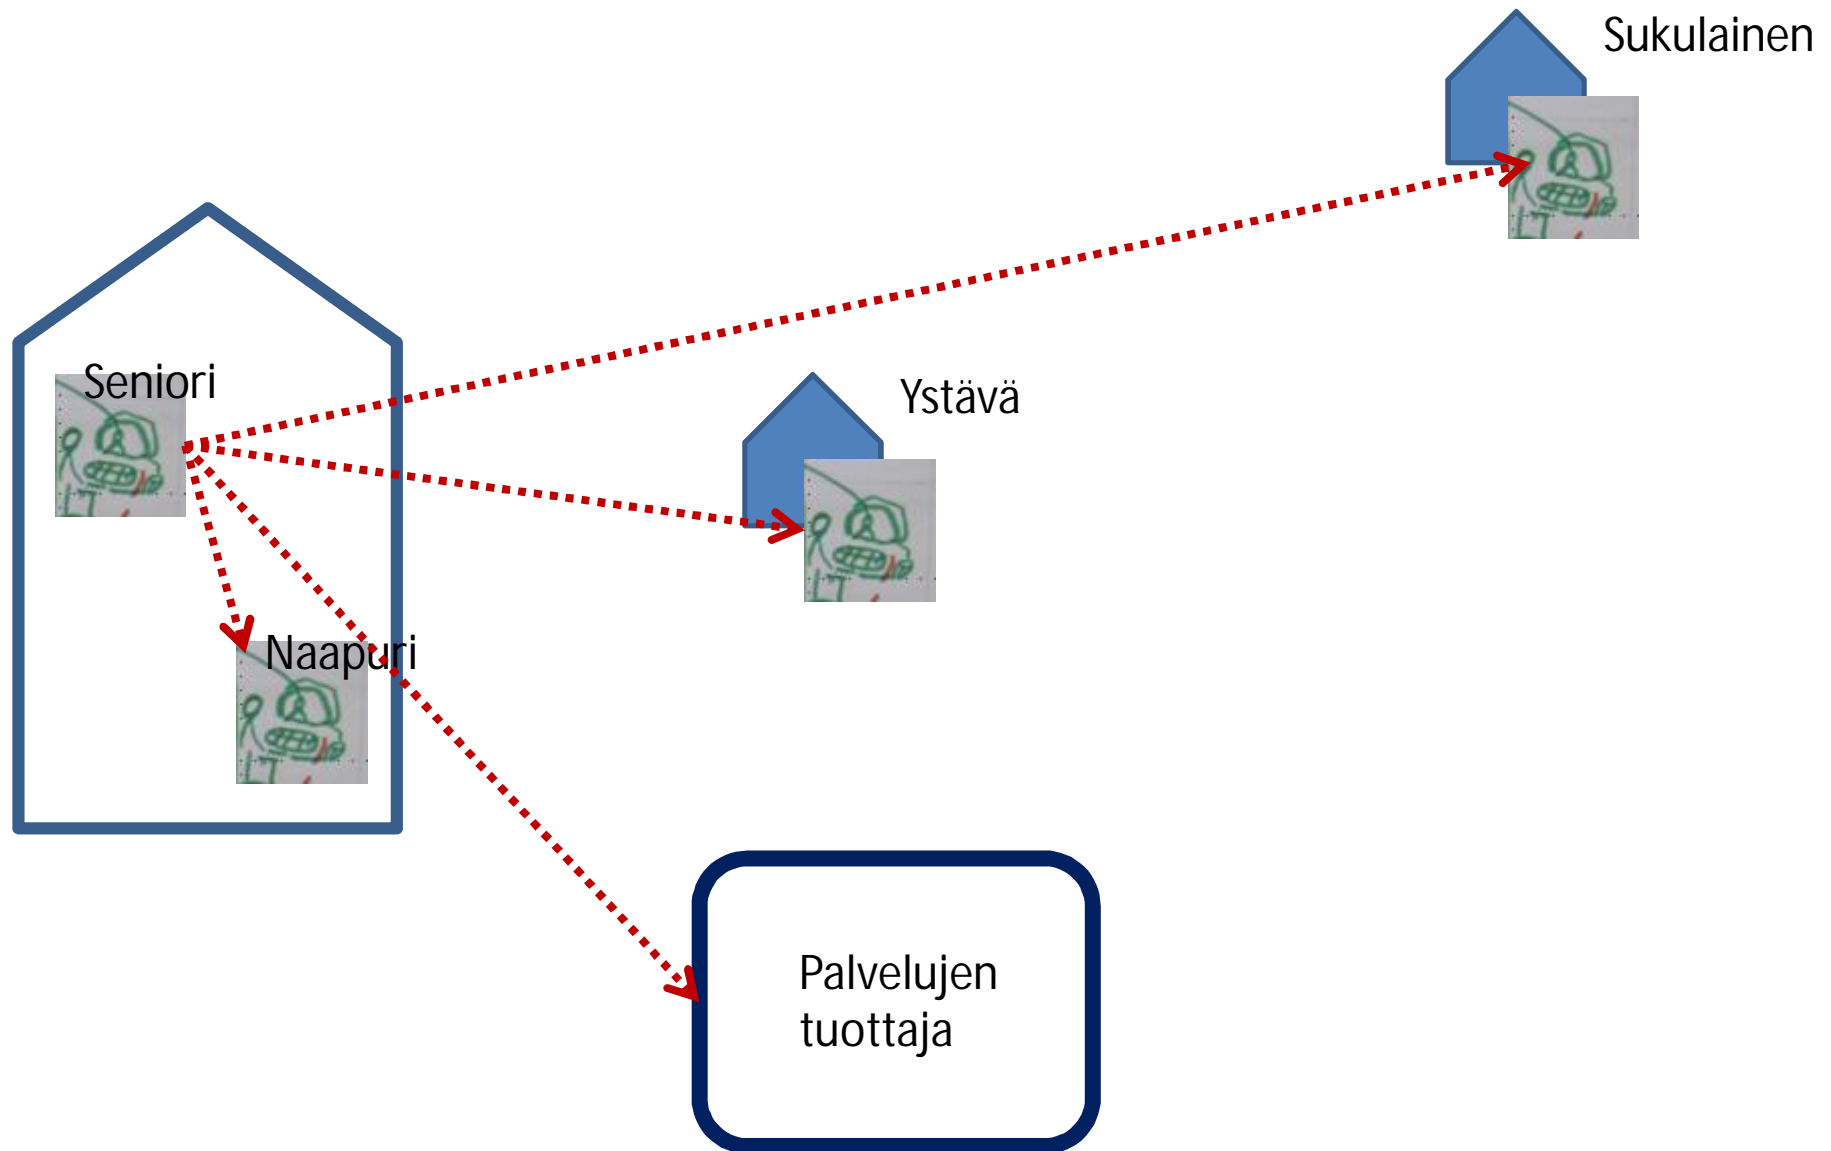 Sukulainen
Seniori
Ystävä
Naapuri
Palvelujen
tuottaja